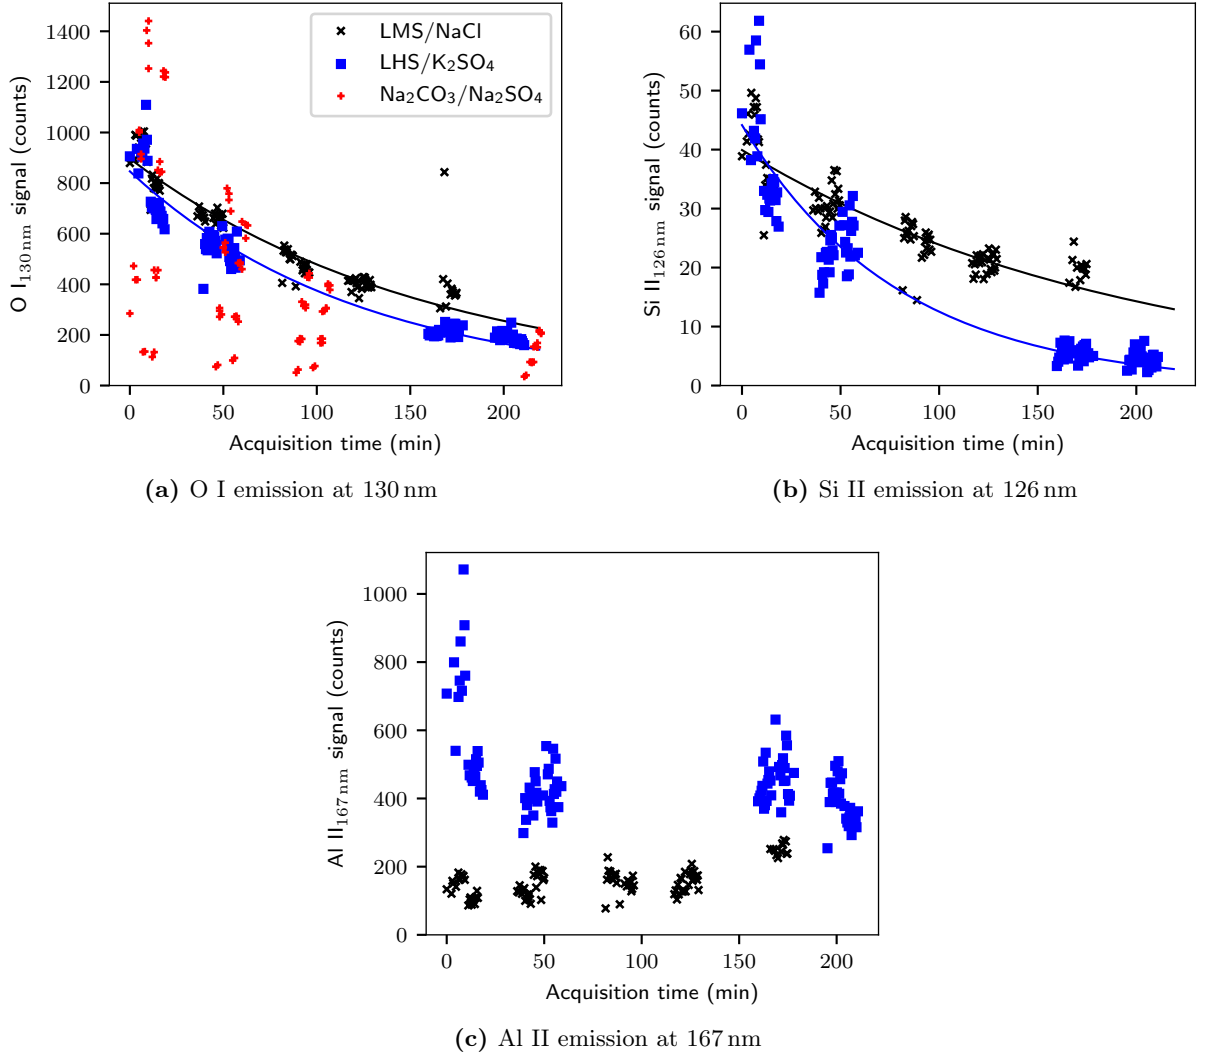 1400
1200
1000
800
600
400
200
0
O I₁₃₀ ₙₘ signal (counts)
LMS/NaCl
LHS/K₂SO₄
Na₂CO₃/Na₂SO₄
0 50 100 150 200
Acquisition time (min)
(a) O I emission at 130 nm
60
50
40
30
20
10
0
Si II₁₂₆ ₙₘ signal (counts)
0 50 100 150 200
Acquisition time (min)
(b) Si II emission at 126 nm
1000
800
600
400
200
0
Al II₁₆₇ ₙₘ signal (counts)
0 50 100 150 200
Acquisition time (min)
(c) Al II emission at 167 nm